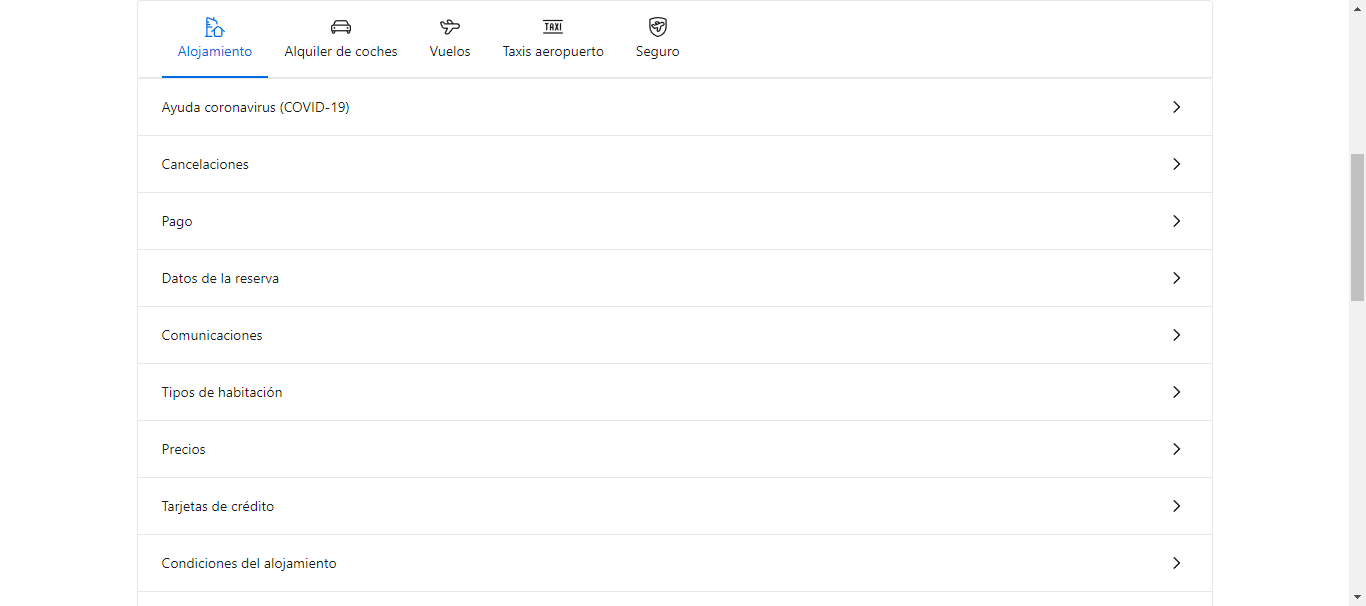 TAXI
Alojamiento Alquiler de coches Vuelos Taxis aeropuerto Seguro
Ayuda coronavirus (COVID-19)
Cancelaciones
Pago
Datos de la reserva
Comunicaciones
Tipos de habitación
Precios
Tarjetas de crédito
Condiciones del alojamiento